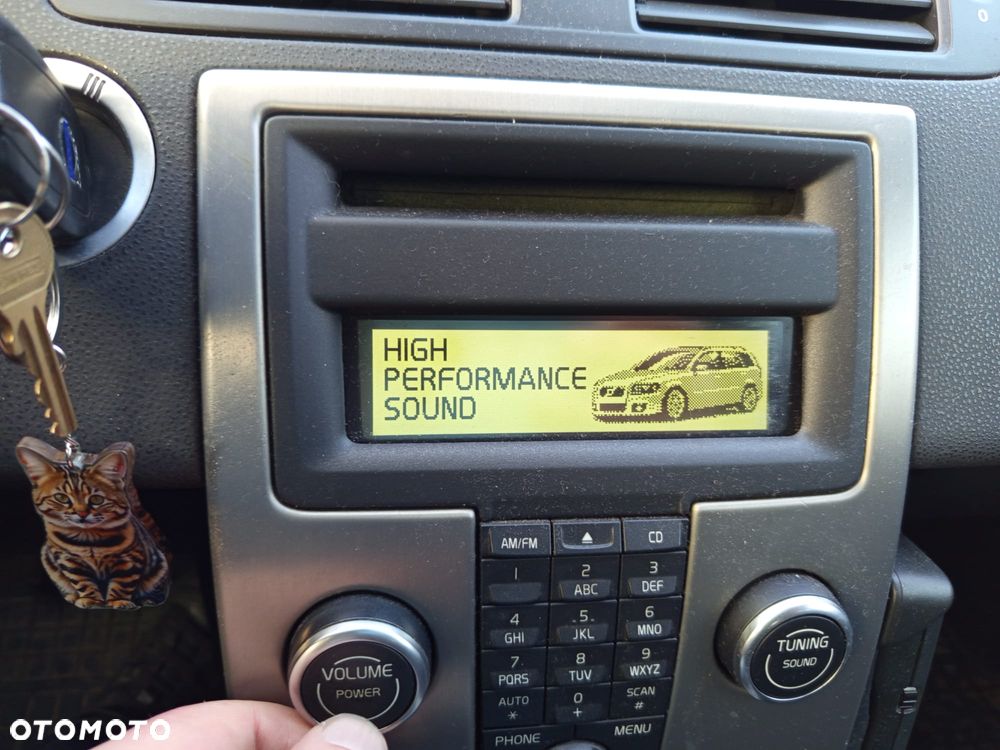 0
HIGH
PERFORMANCE
SOUND
AM/FM
CD
1
2
ABC
3
DEF
4
GHI
5
JKL
6
MNO
7
PQRS
8
TUV
9
WXYZ
AUTO
*
0
+
SCAN
#
PHONE
MENU
VOLUME
POWER
TUNING
SOUND
OTOMOTO